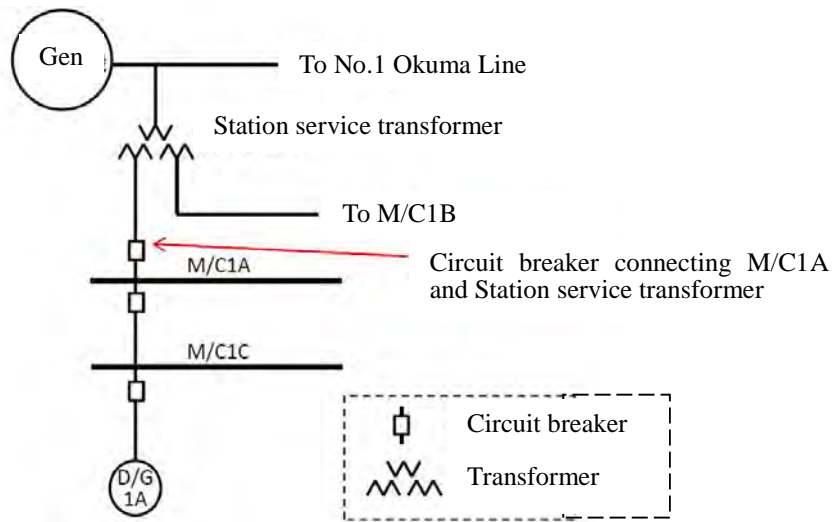 Gen
To No.1 Okuma Line
Station service transformer
To M/C1B
Circuit breaker connecting M/C1A
and Station service transformer
M/C1A
M/C1C
D/G
1A
Circuit breaker
Transformer